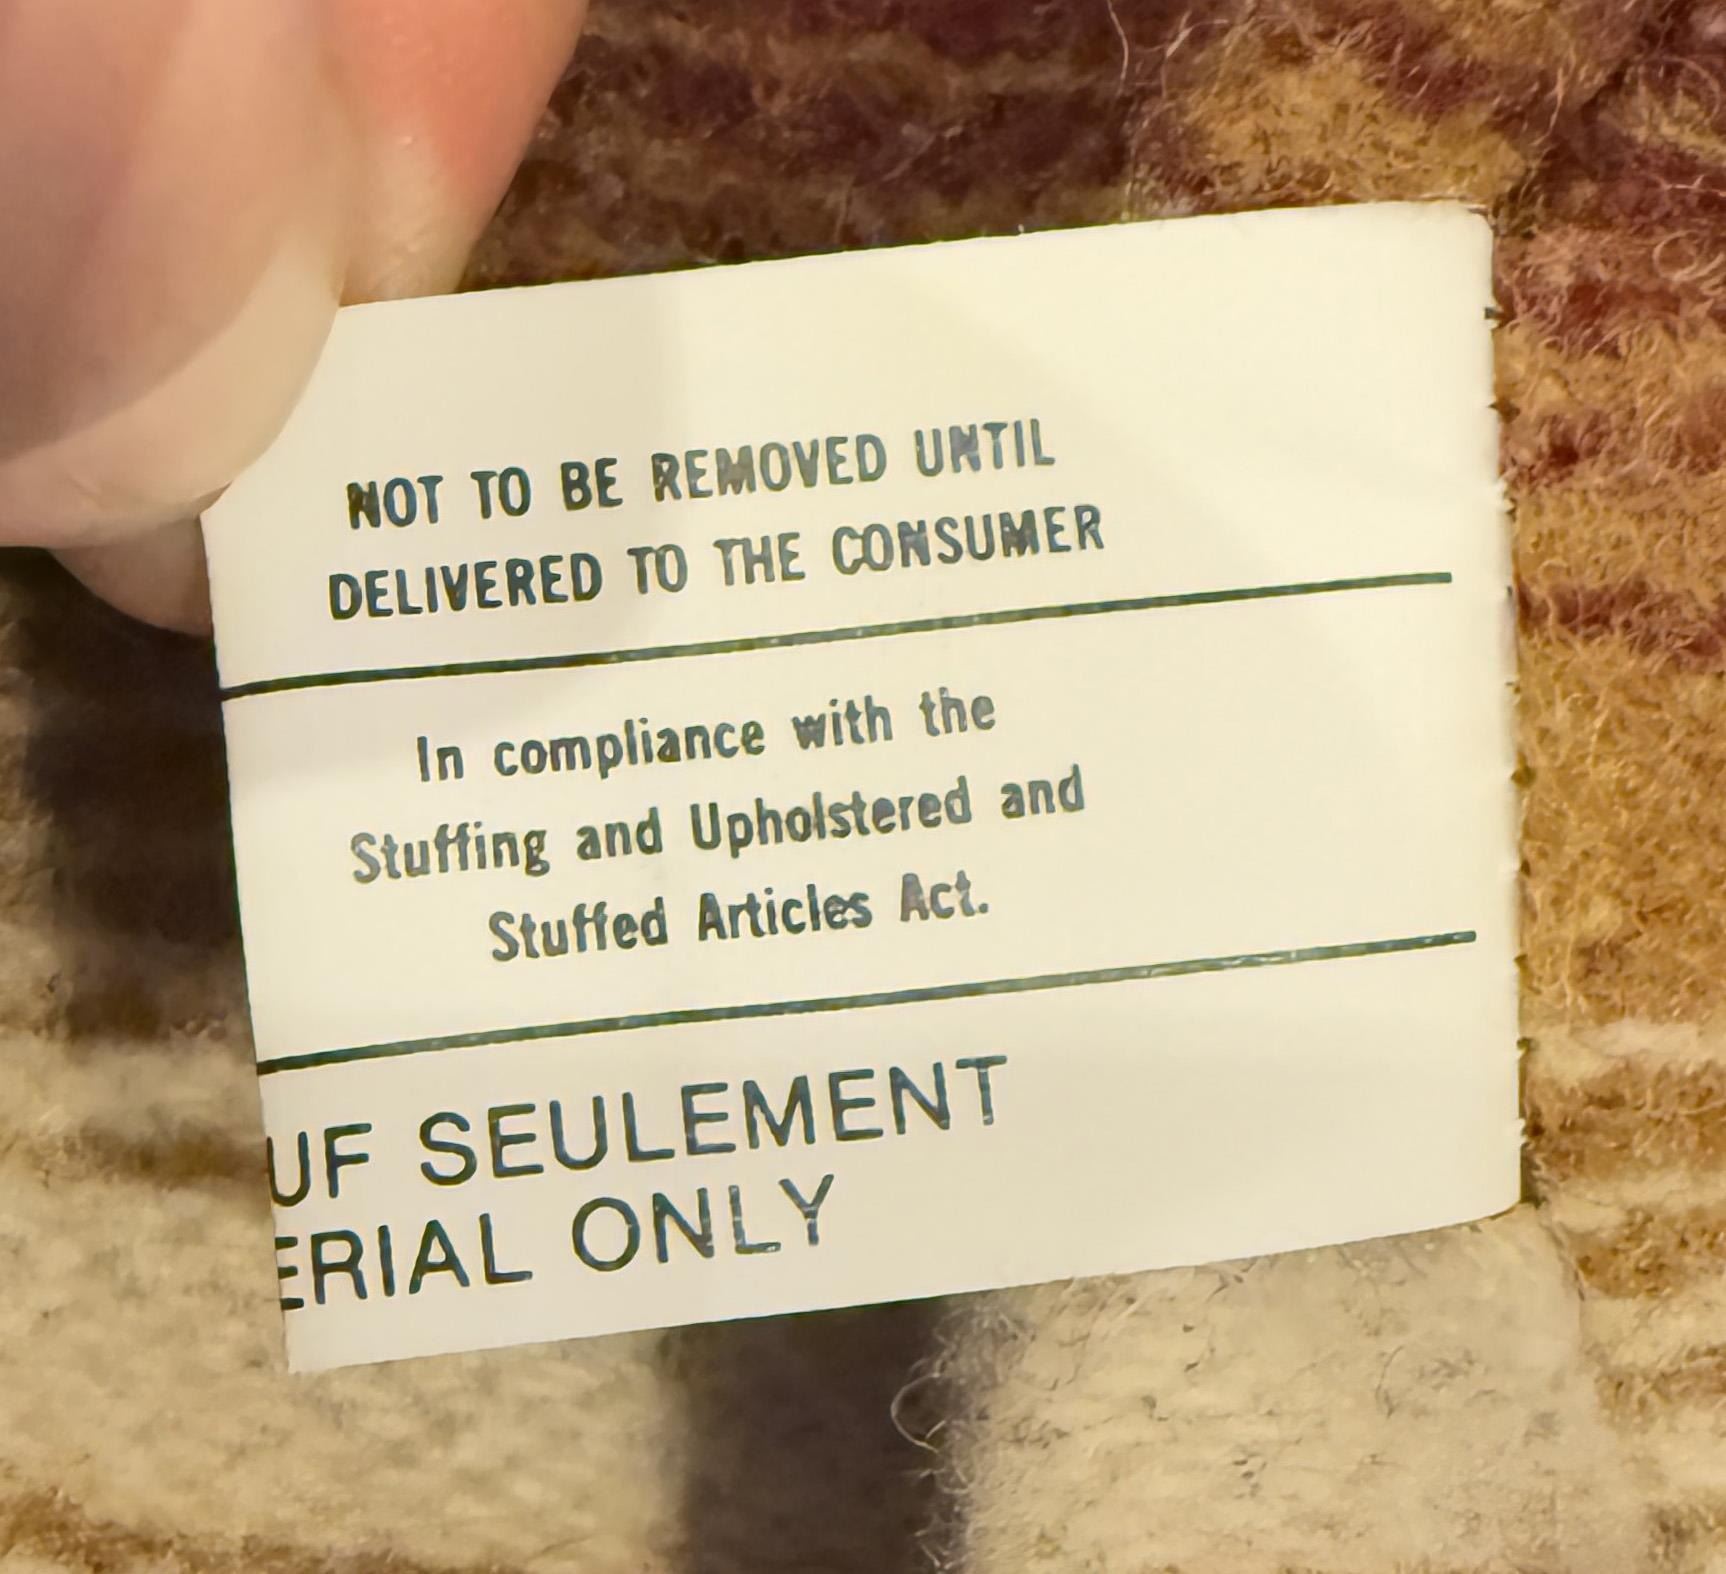 NOT TO BE REMOVED UNTIL
DELIVERED TO THE CONSUMER
In compliance with the
Stuffing and Upholstered and
Stuffed Articles Act.
UF SEULEMENT
ERIAL ONLY